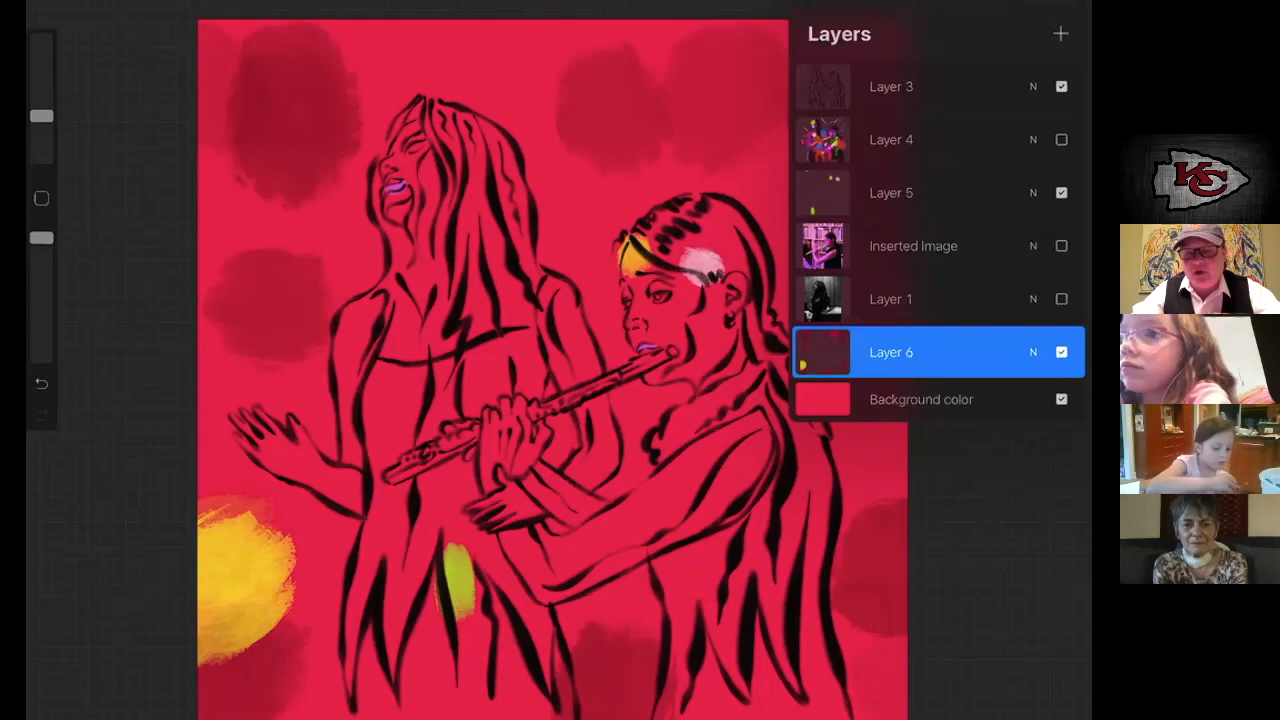 Layers
Layer 3 N
Layer 4 N
Layer 5 N
Inserted Image N
Layer 1 N
Layer 6 N
Background color
KC